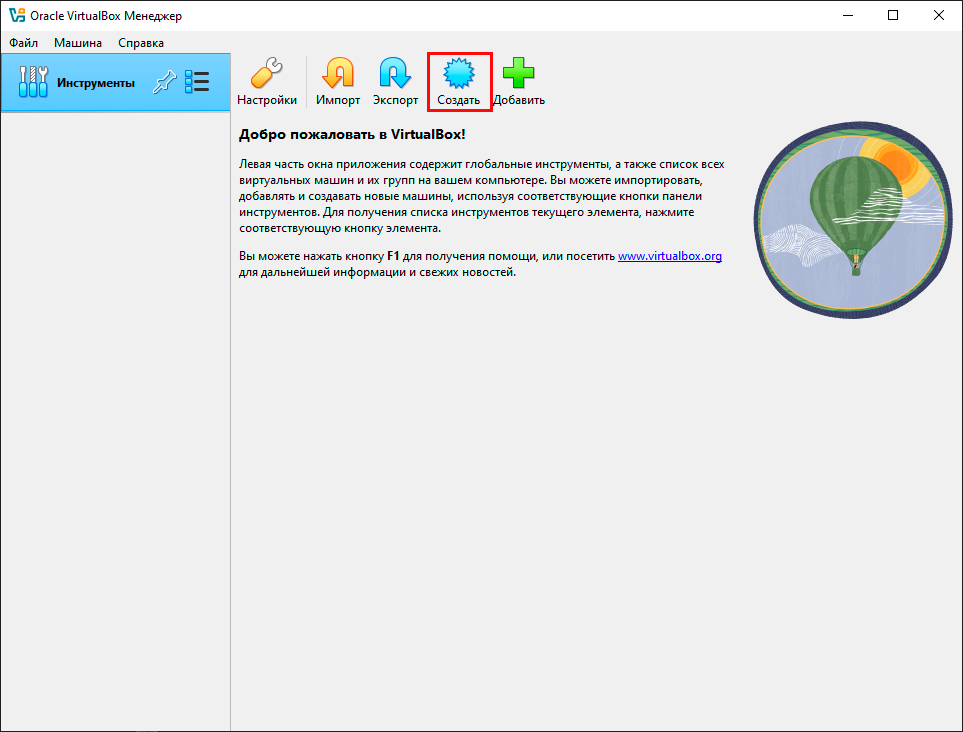 Oracle VirtualBox Менеджер
Файл Машина Справка
Инструменты
Настройки Импорт Экспорт Создать Добавить
Добро пожаловать в VirtualBox!
Левая часть окна приложения содержит глобальные инструменты, а также список всех
виртуальных машин и их групп на вашем компьютере. Вы можете импортировать,
добавлять и создавать новые машины, используя соответствующие кнопки панели
инструментов. Для получения списка инструментов текущего элемента, нажмите
соответствующую кнопку элемента.
Вы можете нажать кнопку F1 для получения помощи, или посетить www.virtualbox.org
для дальнейшей информации и свежих новостей.